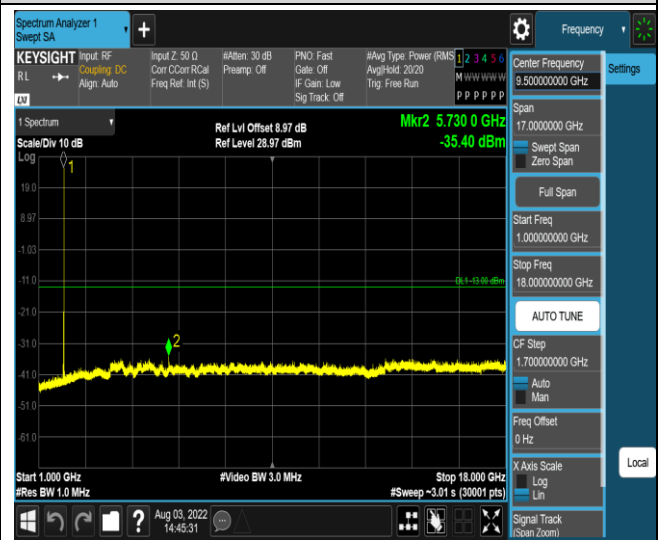 Spectrum Analyzer 1
Swept SA
+
Frequency
KEYSIGHT
RL
LXI
Input: RF
Coupling: DC
Align: Auto
Input Z: 50 Ω
Corr CCorr RCal
Freq Ref: Int (S)
#Atten: 30 dB
Preamp: Off
PNO: Fast
Gate: Off
IF Gain: Low
Sig Track: Off
#Avg Type: Power (RMS
Avg|Hold: 20/20
Trig: Free Run
1 2 3 4 5 6
M W W W W W
P P P P P P
1 Spectrum
Scale/Div 10 dB
Ref Lvl Offset 8.97 dB
Ref Level 28.97 dBm
Mkr2 5.730 0 GHz
-35.40 dBm
Log
1
19.0
8.97
-1.03
-11.0
DL1 -13.00 dBm
-21.0
2
-31.0
-41.0
-51.0
-61.0
Start 1.000 GHz
#Res BW 1.0 MHz
#Video BW 3.0 MHz
Stop 18.000 GHz
#Sweep ~3.01 s (30001 pts)
?
Aug 03, 2022
14:45:31
Center Frequency
9.500000000 GHz
Settings
Span
17.0000000 GHz
Swept Span
Zero Span
Full Span
Start Freq
1.000000000 GHz
Stop Freq
18.000000000 GHz
AUTO TUNE
CF Step
1.700000000 GHz
Auto
Man
Freq Offset
0 Hz
X Axis Scale
Log
Lin
Local
Signal Track
(Span Zoom)